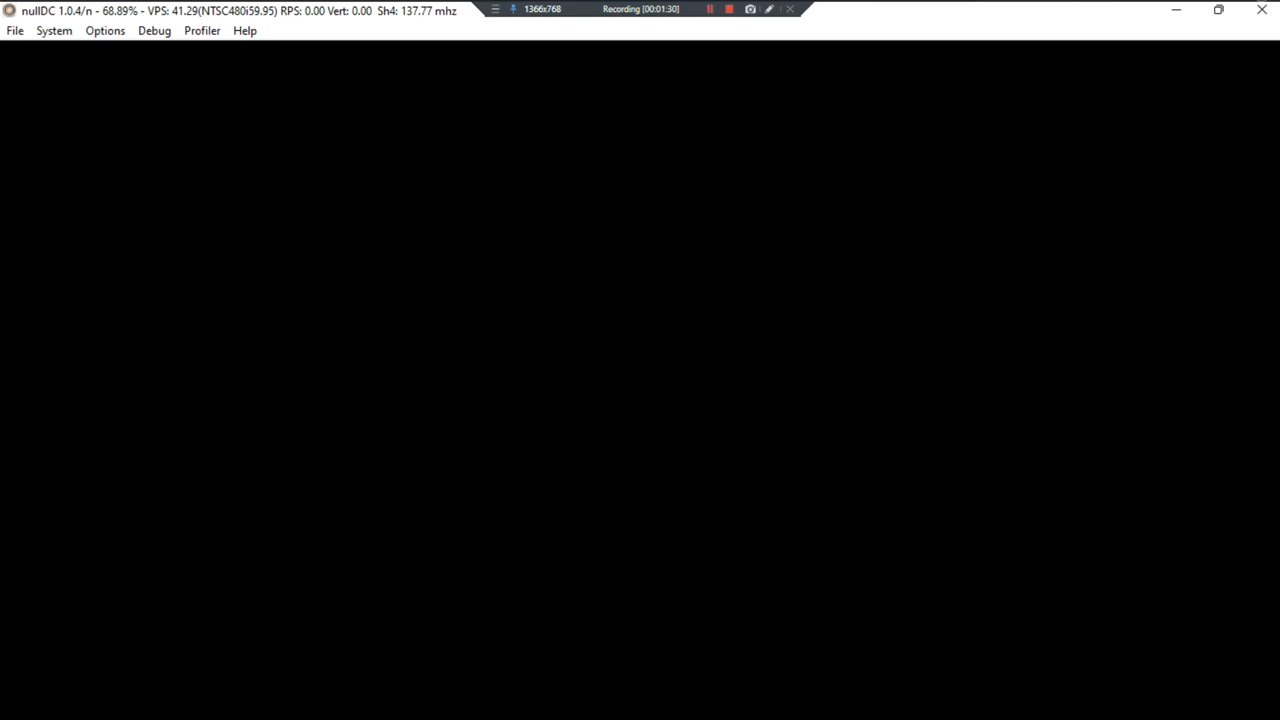 nullDC 1.0.4/n - 68.89% - VPS: 41.29(NTSC480i59.95) RPS: 0.00 Vert: 0.00 Sh4: 137.77 mhz
1366x768 Recording [00:01:30]
File System Options Debug Profiler Help